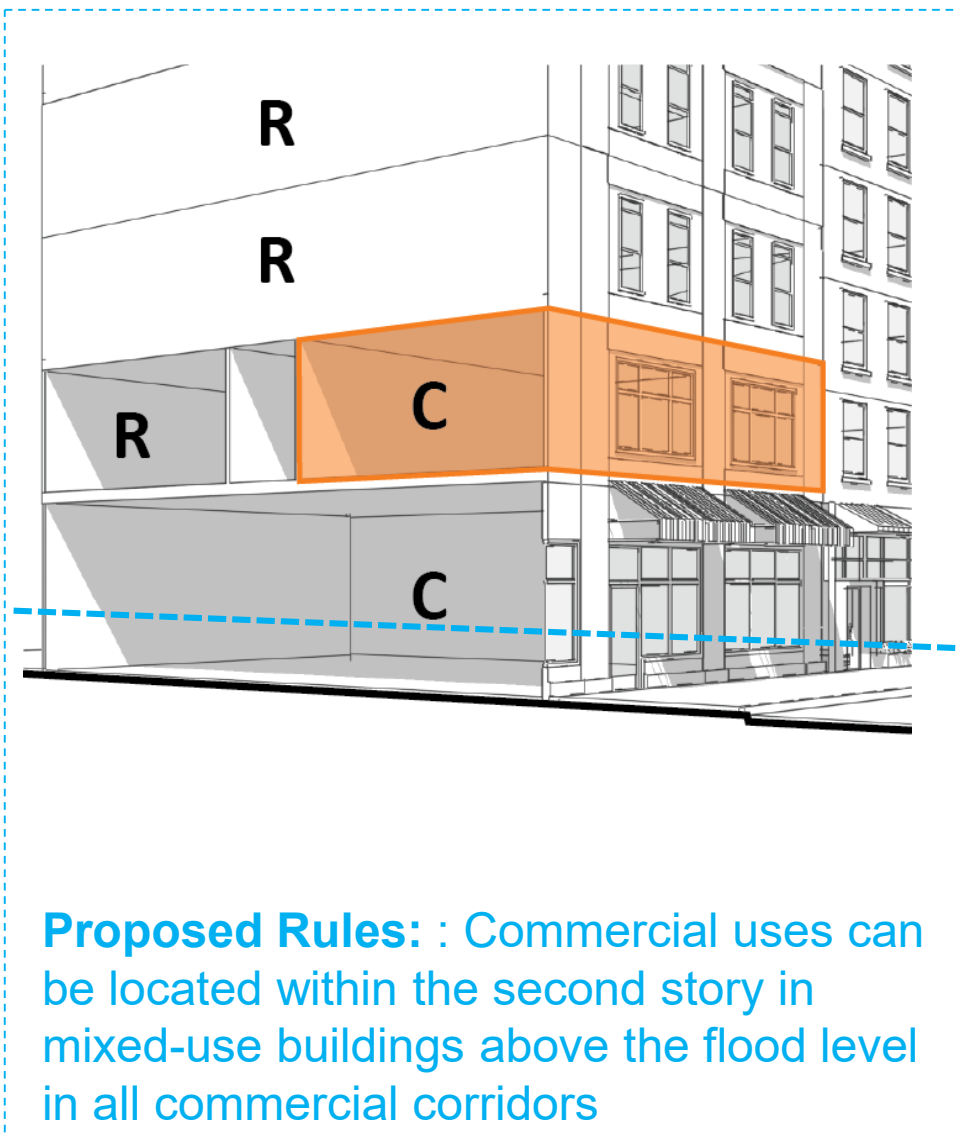 R
R
R
C
C
Proposed Rules: : Commercial uses can
be located within the second story in
mixed-use buildings above the flood level
in all commercial corridors